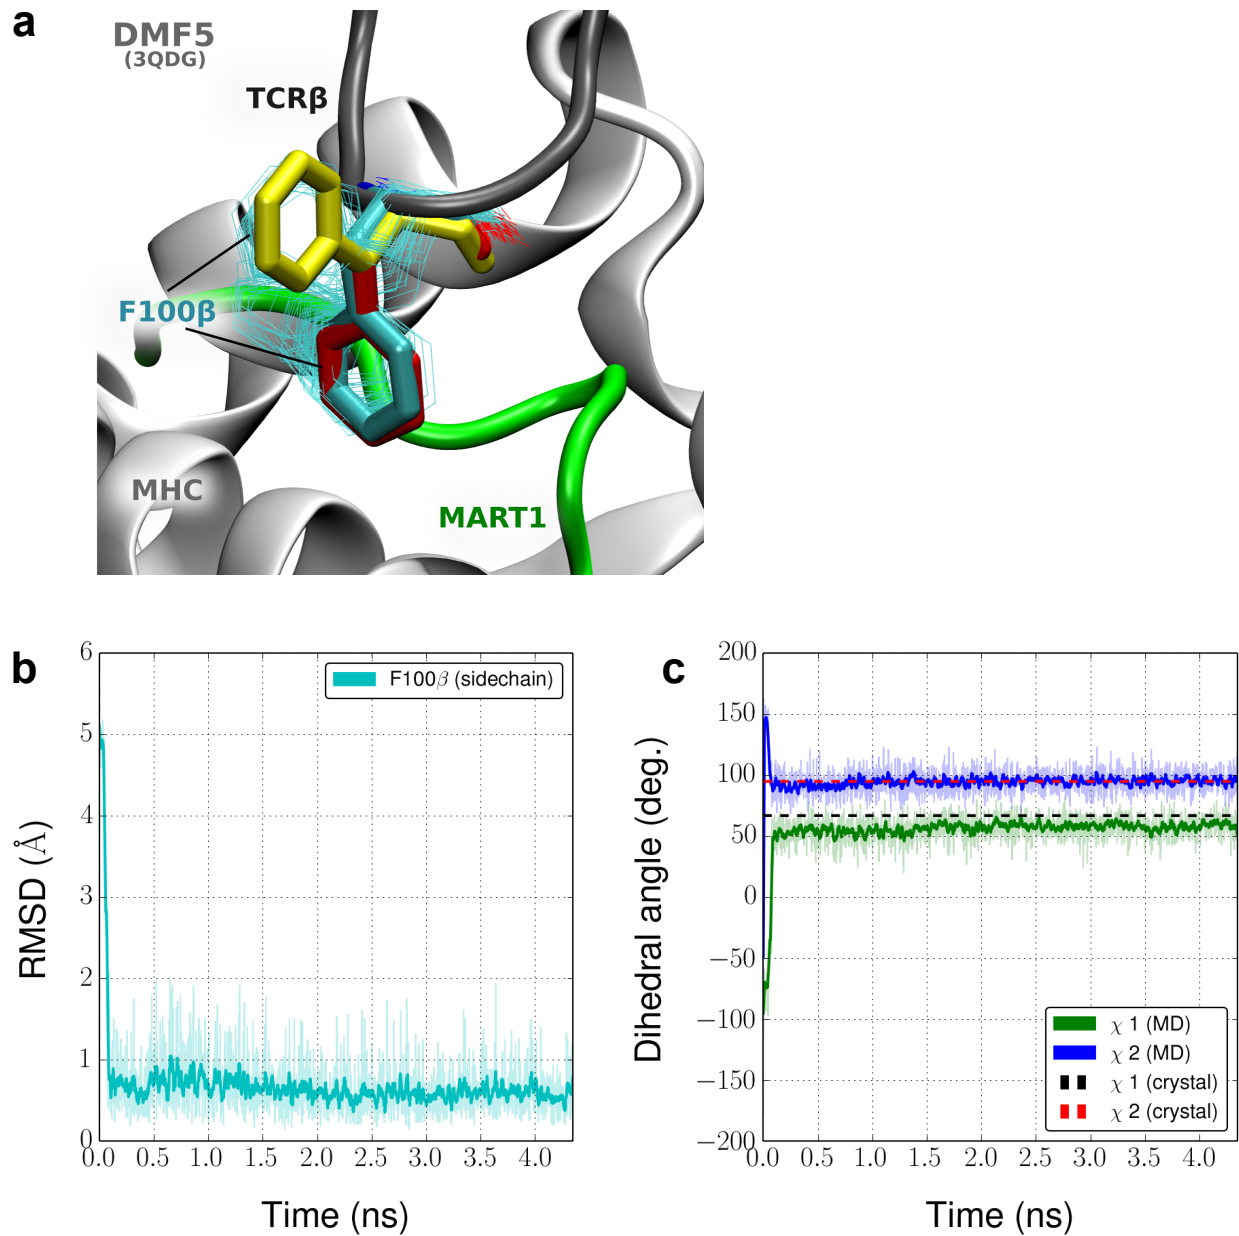 a
DMF5
(3QDG)
TCRβ
F100β
MHC
MART1
b
6
5
4
3
2
1
0
RMSD (Å)
F100β (sidechain)
0.0 0.5 1.0 1.5 2.0 2.5 3.0 3.5 4.0
Time (ns)
c
200
150
100
50
0
−50
−100
−150
−200
Dihedral angle (deg.)
χ 1 (MD)
χ 2 (MD)
χ 1 (crystal)
χ 2 (crystal)
0.0 0.5 1.0 1.5 2.0 2.5 3.0 3.5 4.0
Time (ns)